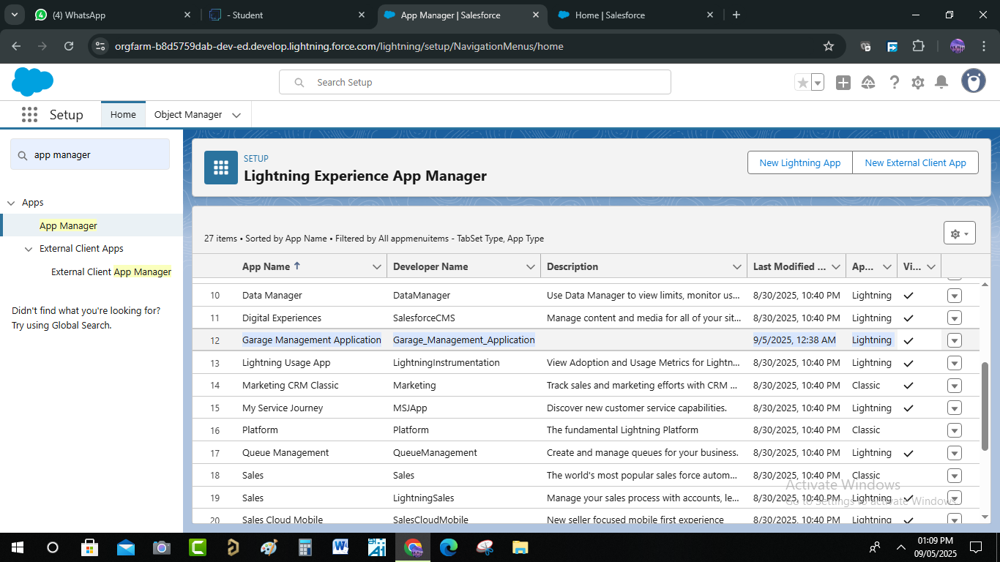 (4) WhatsApp
- Student
App Manager | Salesforce
Home | Salesforce
orgfarm-b8d5759dab-dev-ed.develop.lightning.force.com/lightning/setup/NavigationMenus/home
Search Setup
Setup
Home
Object Manager
app manager
Apps
App Manager
External Client Apps
External Client App Manager
Didn't find what you're looking for?
Try using Global Search.
SETUP
Lightning Experience App Manager
New Lightning App
New External Client App
27 items • Sorted by App Name • Filtered by All appmenuitems - TabSet Type, App Type
App Name ↑ Developer Name Description Last Modified ... Ap... Vi...
10 Data Manager DataManager Use Data Manager to view limits, monitor us... 8/30/2025, 10:40 PM Lightning
11 Digital Experiences SalesforceCMS Manage content and media for all of your sit... 8/30/2025, 10:40 PM Lightning
12 Garage Management Application Garage_Management_Application 9/5/2025, 12:38 AM Lightning
13 Lightning Usage App LightningInstrumentation View Adoption and Usage Metrics for Lightn... 8/30/2025, 10:40 PM Lightning
14 Marketing CRM Classic Marketing Track sales and marketing efforts with CRM ... 8/30/2025, 10:40 PM Classic
15 My Service Journey MSJApp Discover new customer service capabilities. 8/30/2025, 10:40 PM Lightning
16 Platform Platform The fundamental Lightning Platform 8/30/2025, 10:40 PM Classic
17 Queue Management QueueManagement Create and manage queues for your business. 8/30/2025, 10:40 PM Lightning
18 Sales Sales The world's most popular sales force autom... 8/30/2025, 10:40 PM Classic
19 Sales LightningSales Manage your sales process with accounts, le... 8/30/2025, 10:40 PM Lightning
20 Sales Cloud Mobile SalesCloudMobile New seller focused mobile first experience 8/30/2025, 10:40 PM Lightning
Activate Windows
Go to Settings to activate Windows.
01:09 PM
09/05/2025